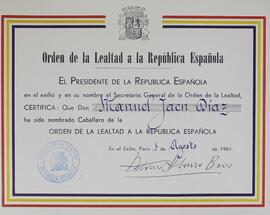 Orden de la Lealtad a la República Española
EL PRESIDENTE DE LA REPUBLICA ESPAÑOLA
en el exilio y en su nombre el Secretario General de la Orden de la Lealtad,
CERTIFICA: Que Don Manuel Jaen Diaz
ha sido nombrado Caballero de la
ORDEN DE LA LEALTAD A LA REPUBLICA ESPAÑOLA
En el Exilio, París 3 de Agosto de 1961